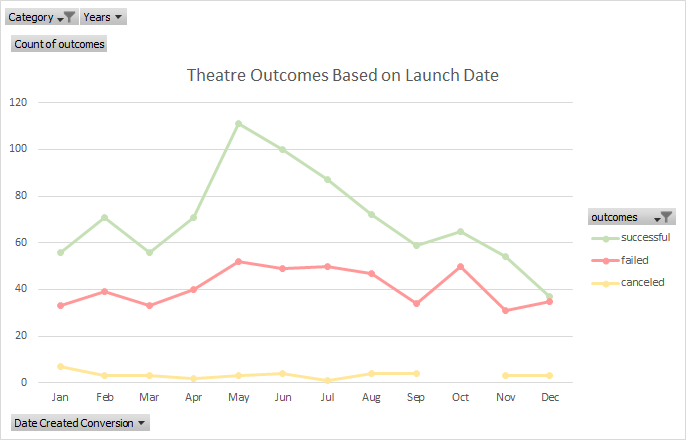 Category Years
Count of outcomes
Theatre Outcomes Based on Launch Date
120
100
80
60
40
20
0
Jan Feb Mar Apr May Jun Jul Aug Sep Oct Nov Dec
outcomes
successful
failed
canceled
Date Created Conversion